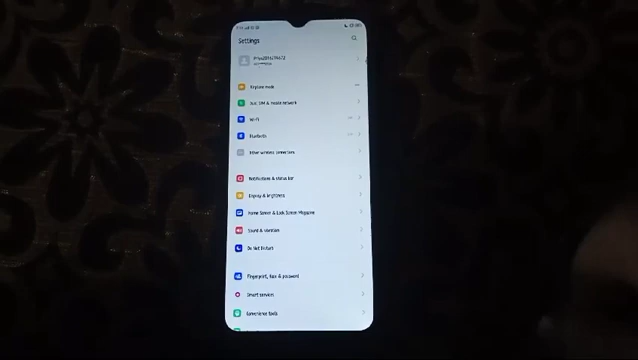 Settings
Airplane mode
Dual SIM & mobile network
Wi-Fi
Bluetooth
Other wireless connections
Notifications & status bar
Display & brightness
Home Screen & Lock Screen Magazine
Sound & vibration
Do Not Disturb
Fingerprint, face & password
Smart services
Convenience tools